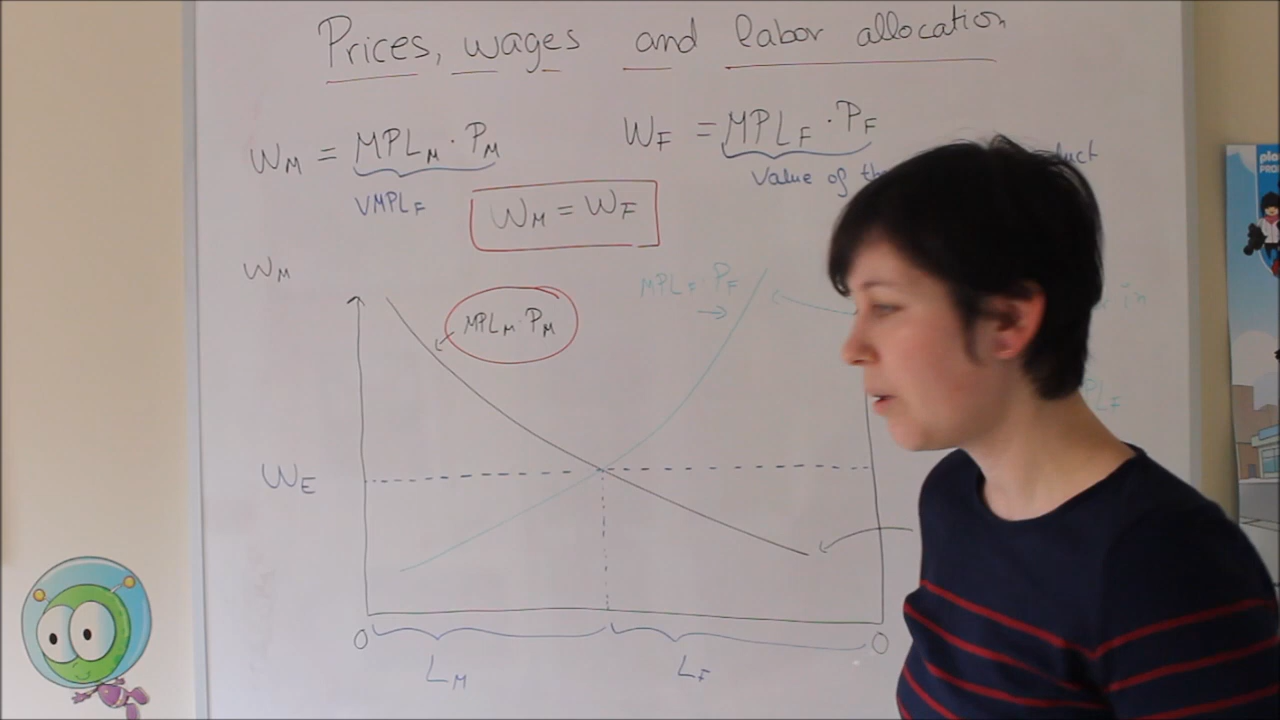 Prices, wages and labor allocation
W_M = MPL_M · P_M
W_F = MPL_F · P_F
VMPL_F
Value of
W_M = W_F
W_M
MPL_M · P_M
MPL_F · P_F
in
W_E
0
0
L_M
L_F